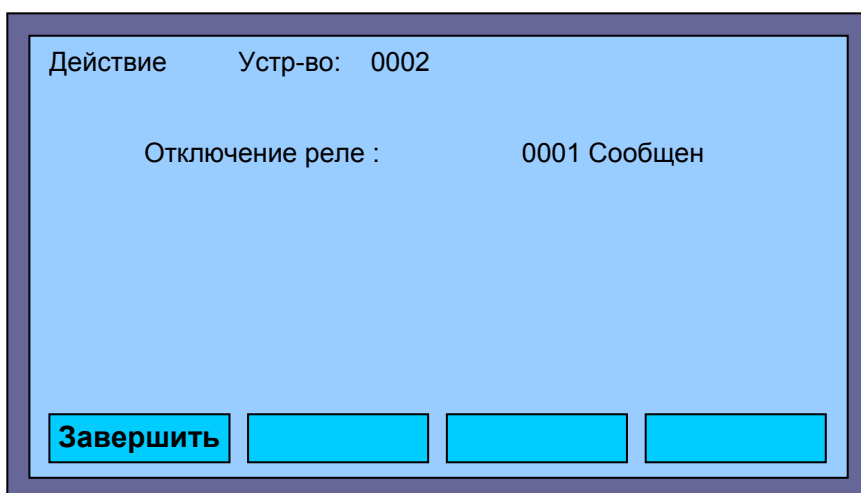 Действие Устр-во: 0002
Отключение реле : 0001 Сообщен
Завершить